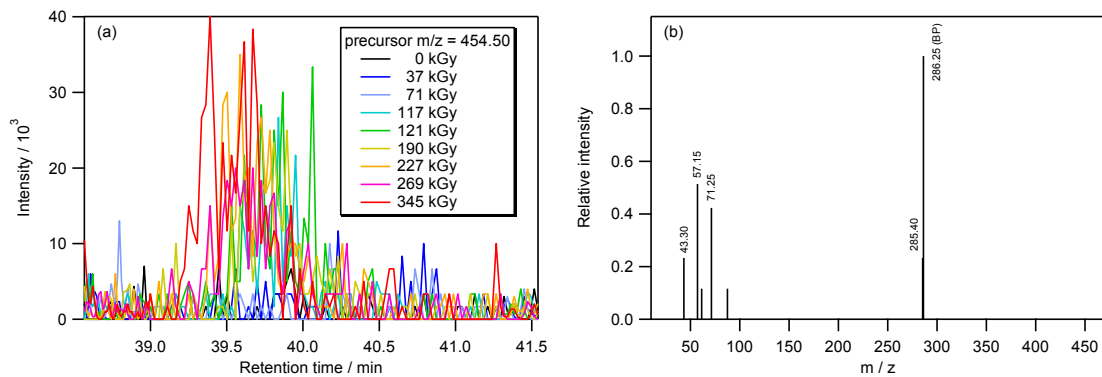 (a)
precursor m/z = 454.50
0 kGy
37 kGy
71 kGy
117 kGy
121 kGy
190 kGy
227 kGy
269 kGy
345 kGy
Intensity / 10³
40
30
20
10
0
39.0 39.5 40.0 40.5 41.0 41.5
Retention time / min
(b)
Relative intensity
1.0
0.8
0.6
0.4
0.2
0.0
43.30
57.15
71.25
285.40
286.25 (BP)
50 100 150 200 250 300 350 400 450
m / z